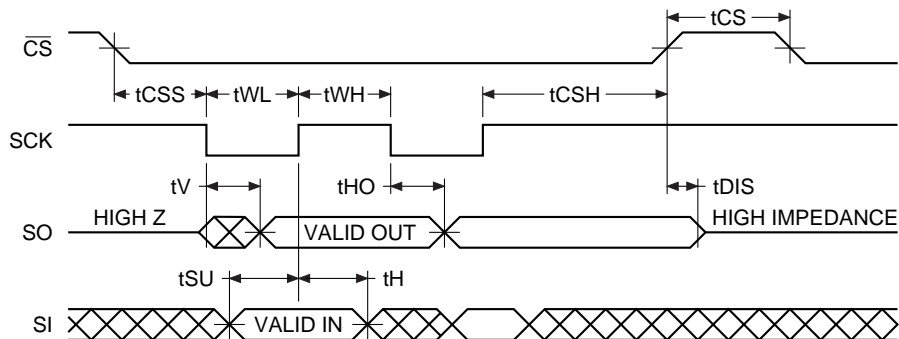 tCS
CS
tCSS tWL tWH tCSH
SCK
tV tHO tDIS
HIGH Z VALID OUT HIGH IMPEDANCE
SO
tSU tH
SI VALID IN